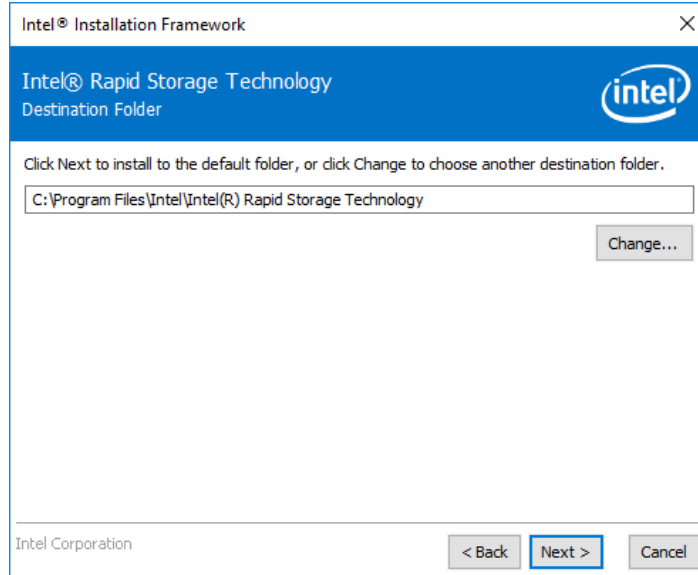 Intel® Installation Framework
Intel® Rapid Storage Technology
Destination Folder
intel
Click Next to install to the default folder, or click Change to choose another destination folder.
C:\Program Files\Intel\Intel(R) Rapid Storage Technology
Change...
Intel Corporation
< Back Next > Cancel